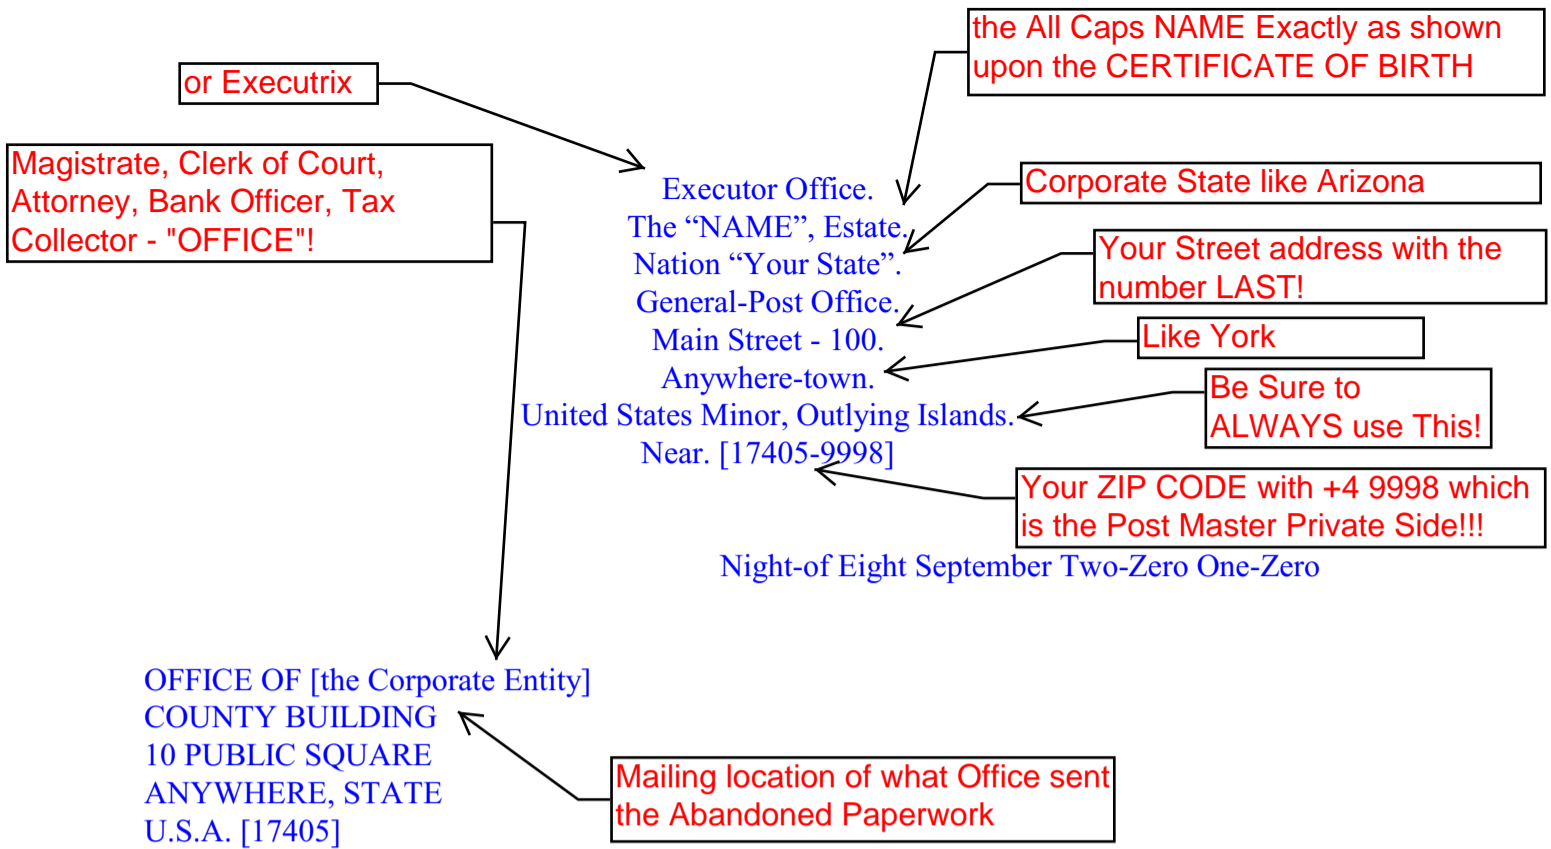 the All Caps NAME Exactly as shown
upon the CERTIFICATE OF BIRTH
or Executrix
Magistrate, Clerk of Court,
Attorney, Bank Officer, Tax
Collector - "OFFICE"!
Executor Office.
The “NAME”, Estate.
Nation “Your State”.
General-Post Office.
Main Street - 100.
Anywhere-town.
United States Minor, Outlying Islands.
Near. [17405-9998]
Corporate State like Arizona
Your Street address with the
number LAST!
Like York
Be Sure to
ALWAYS use This!
Your ZIP CODE with +4 9998 which
is the Post Master Private Side!!!
Night-of Eight September Two-Zero One-Zero
OFFICE OF [the Corporate Entity]
COUNTY BUILDING
10 PUBLIC SQUARE
ANYWHERE, STATE
U.S.A. [17405]
Mailing location of what Office sent
the Abandoned Paperwork